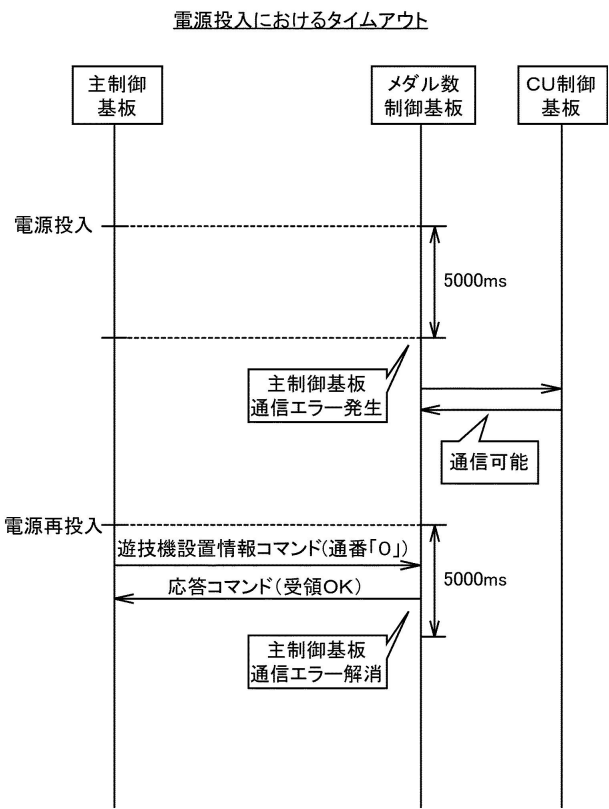 電源投入におけるタイムアウト
主制御
基板
メダル数
制御基板
CU制御
基板
電源投入
5000ms
主制御基板
通信エラー発生
通信可能
電源再投入
遊技機設置情報コマンド(通番「0」)
応答コマンド(受領OK)
5000ms
主制御基板
通信エラー解消